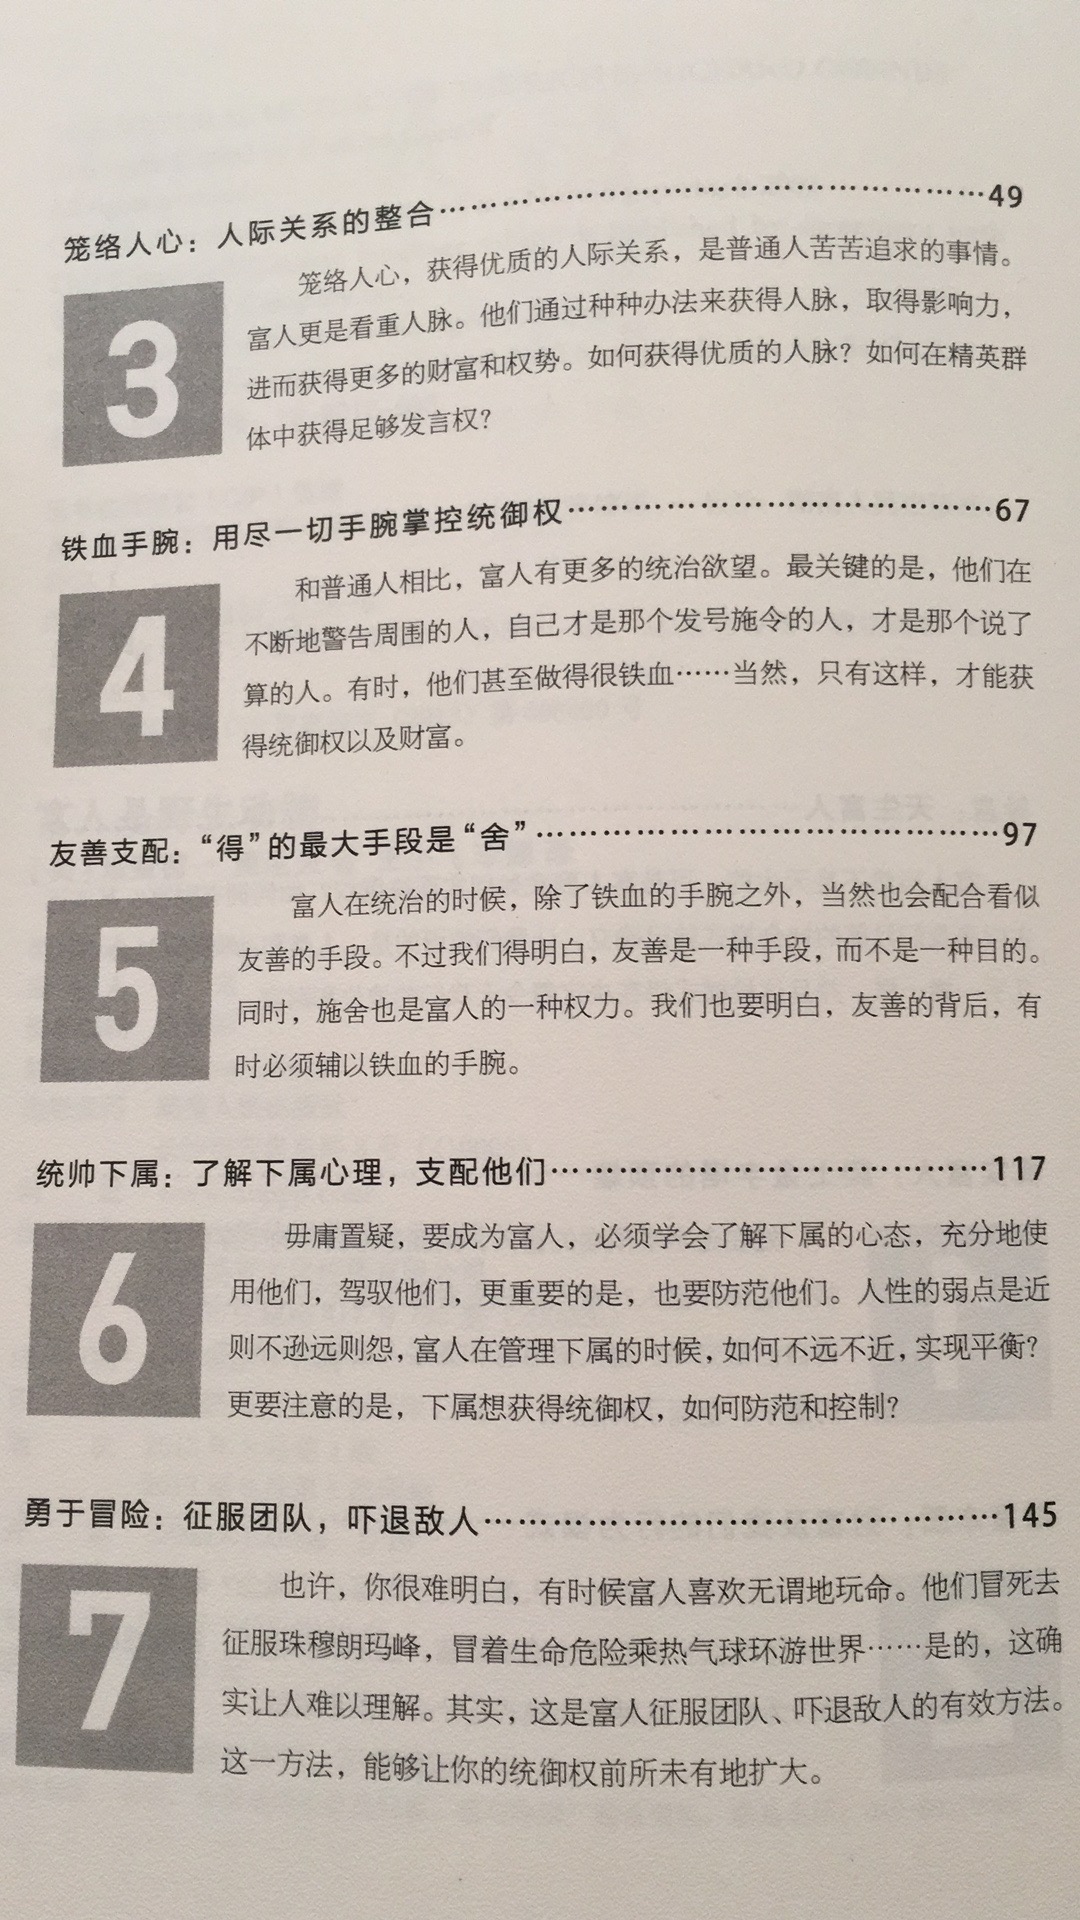 笼络人心：人际关系的整合……………………………………………49
3
笼络人心，获得优质的人际关系，是普通人苦苦追求的事情。
富人更是看重人脉。他们通过种种办法来获得人脉，取得影响力，
进而获得更多的财富和权势。如何获得优质的人脉？如何在精英群
体中获得足够发言权？
铁血手腕：用尽一切手腕掌控统御权…………………………………67
4
和普通人相比，富人有更多的统治欲望。最关键的是，他们在
不断地警告周围的人，自己才是那个发号施令的人，才是那个说了
算的人。有时，他们甚至做得很铁血……当然，只有这样，才能获
得统御权以及财富。
友善支配：“得”的最大手段是“舍”……………………………………97
5
富人在统治的时候，除了铁血的手腕之外，当然也会配合看似
友善的手段。不过我们得明白，友善是一种手段，而不是一种目的。
同时，施舍也是富人的一种权力。我们也要明白，友善的背后，有
时必须辅以铁血的手腕。
统帅下属：了解下属心理，支配他们…………………………………117
6
毋庸置疑，要成为富人，必须学会了解下属的心态，充分地使
用他们，驾驭他们，更重要的是，也要防范他们。人性的弱点是近
则不逊远则怨，富人在管理下属的时候，如何不远不近，实现平衡？
更要注意的是，下属想获得统御权，如何防范和控制？
勇于冒险：征服团队，吓退敌人………………………………………145
7
也许，你很难明白，有时候富人喜欢无谓地玩命。他们冒死去
征服珠穆朗玛峰，冒着生命危险乘热气球环游世界……是的，这确
实让人难以理解。其实，这是富人征服团队、吓退敌人的有效方法。
这一方法，能够让你的统御权前所未有地扩大。